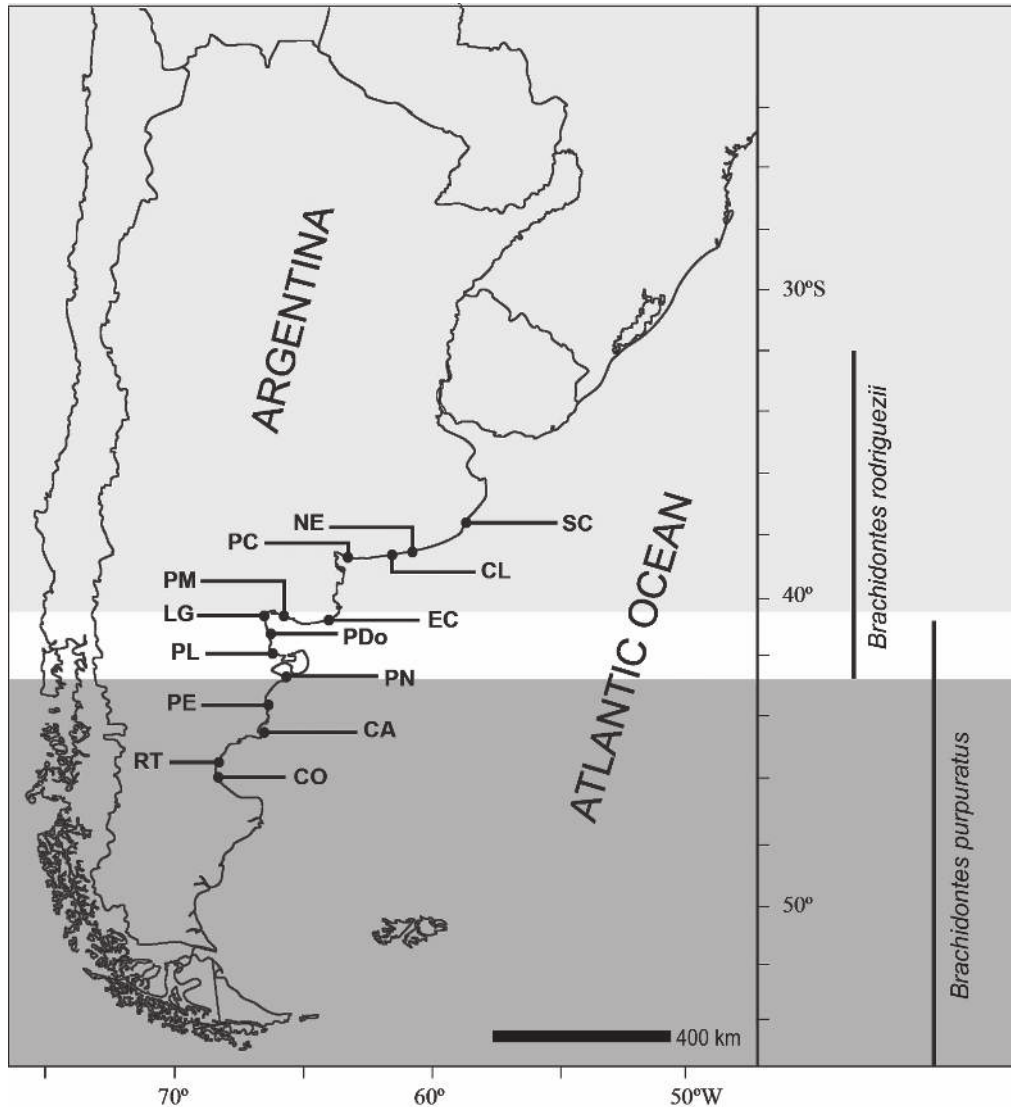 ARGENTINA
30ºS
Brachidontes rodriguezii
NE
SC
PC
CL
ATLANTIC OCEAN
PM
40º
LG
EC
PDo
PL
PN
PE
CA
RT
CO
Brachidontes purpuratus
50º
400 km
70º
60º
50ºW